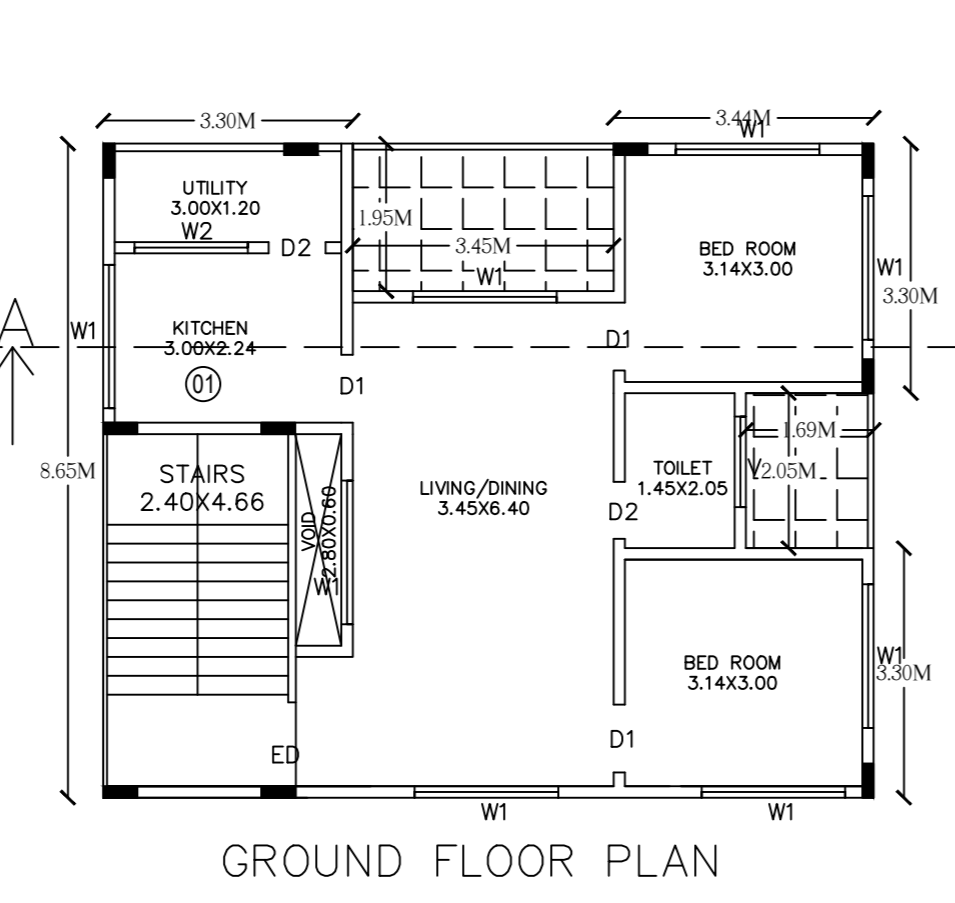 3.30M
3.44M
W1
UTILITY
3.00X1.20
W2
D2
1.95M
3.45M
W1
BED ROOM
3.14X3.00
W1
3.30M
A
W1
KITCHEN
3.00X2.24
01
D1
D1
8.65M
STAIRS
2.40X4.66
VOID
2.80X0.60
W1
LIVING/DINING
3.45X6.40
TOILET
1.45X2.05
D2
1.69M
V
2.05M
BED ROOM
3.14X3.00
W1
3.30M
ED
D1
W1
W1
GROUND FLOOR PLAN